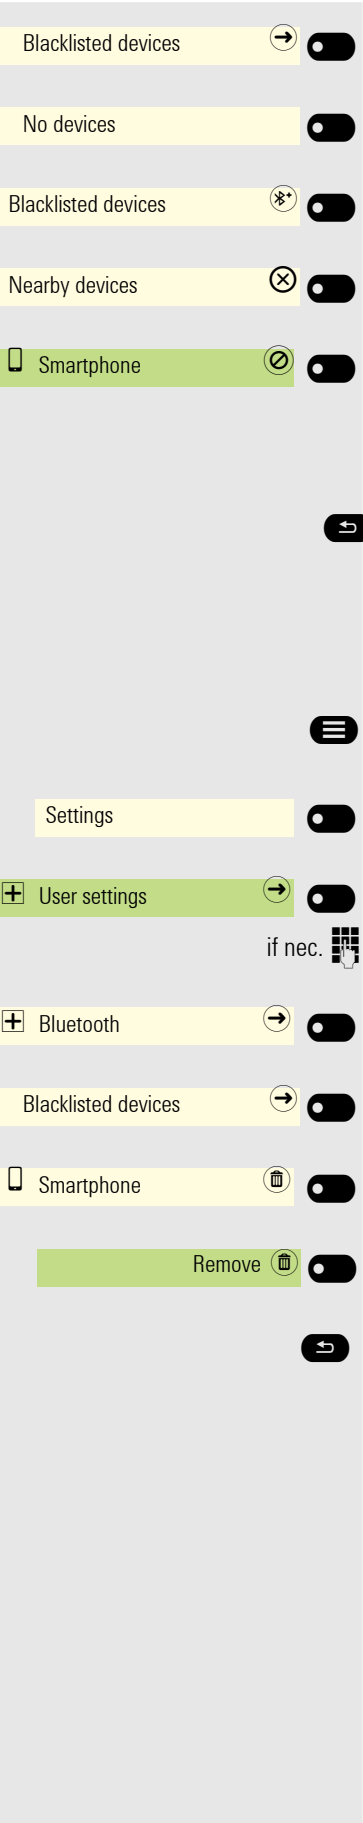 Blacklisted devices
No devices
Blacklisted devices
Nearby devices
Smartphone
Settings
User settings
if nec.
Bluetooth
Blacklisted devices
Smartphone
Remove